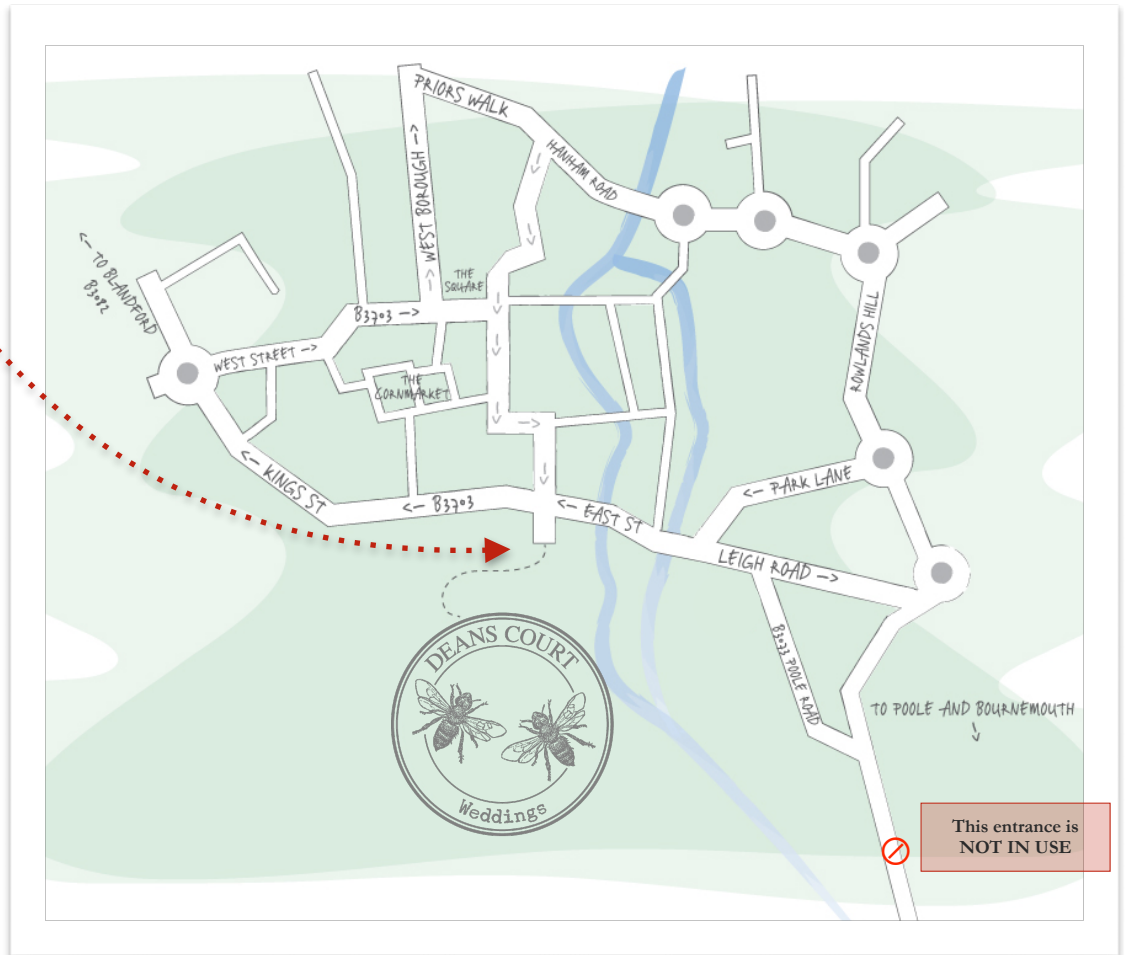 PRIORS WALK
HANHAM ROAD
WEST BOROUGH ->
THE
SQUARE
<- TO BLANDFORD
B3082
B3703 ->
WEST STREET ->
THE
CORNMARKET
ROWLANDS HILL
<- KINGS ST
<- B3703
<- EAST ST
<- PARK LANE
LEIGH ROAD ->
B3073 POOLE ROAD
TO POOLE AND BOURNEMOUTH
DEANS COURT
Weddings
This entrance is
NOT IN USE